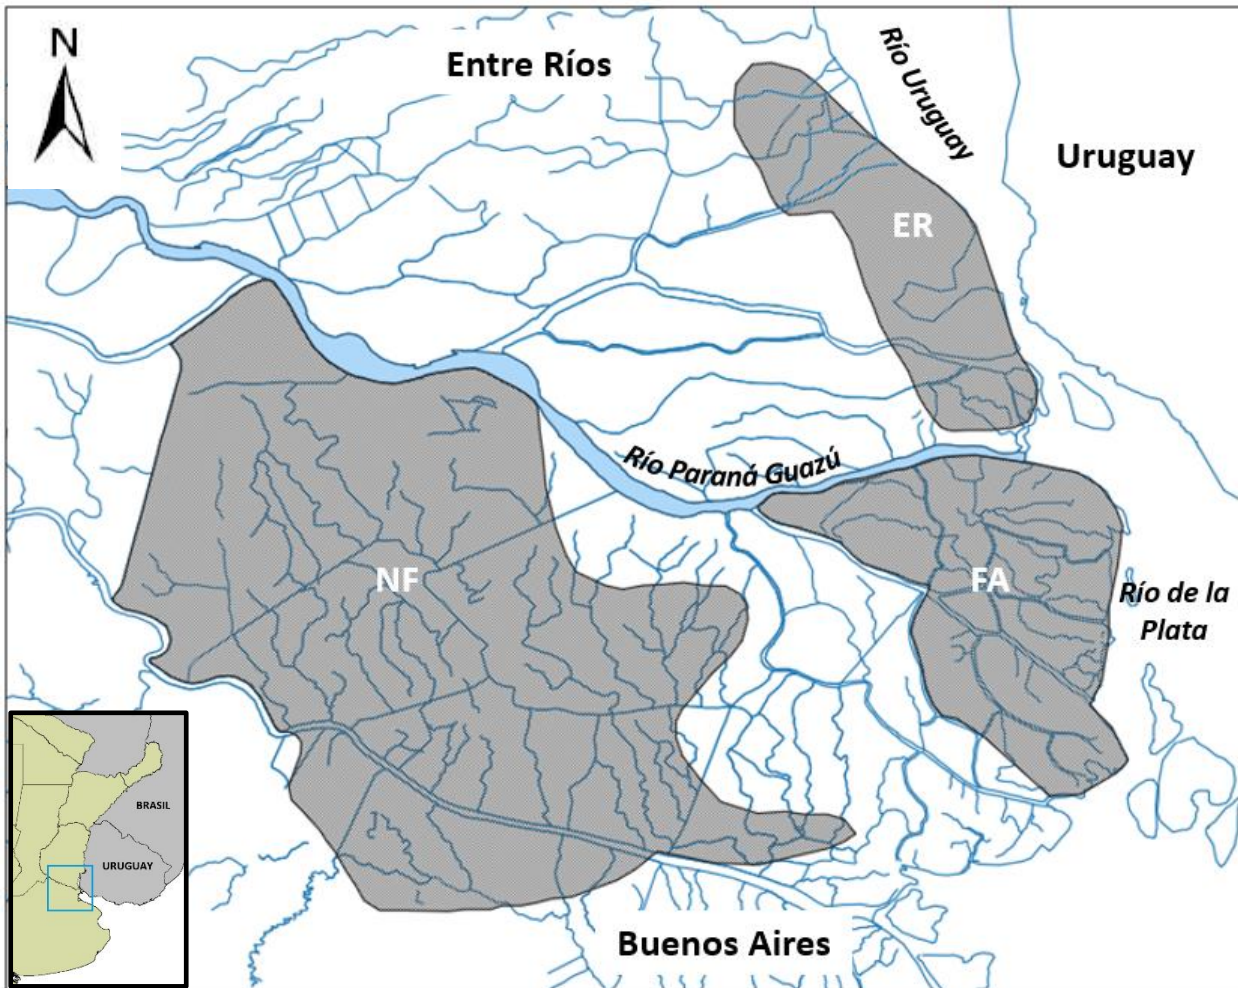 N
Entre Ríos
Río Uruguay
Uruguay
ER
Río Paraná Guazú
NF
FA
Río de la
Plata
BRASIL
URUGUAY
Buenos Aires